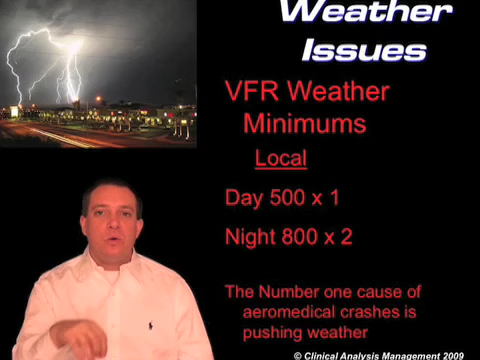 Weather
Issues
VFR Weather
Minimums
Local
Day 500 x 1
Night 800 x 2
The Number one cause of
aeromedical crashes is
pushing weather
© Clinical Analysis Management 2009